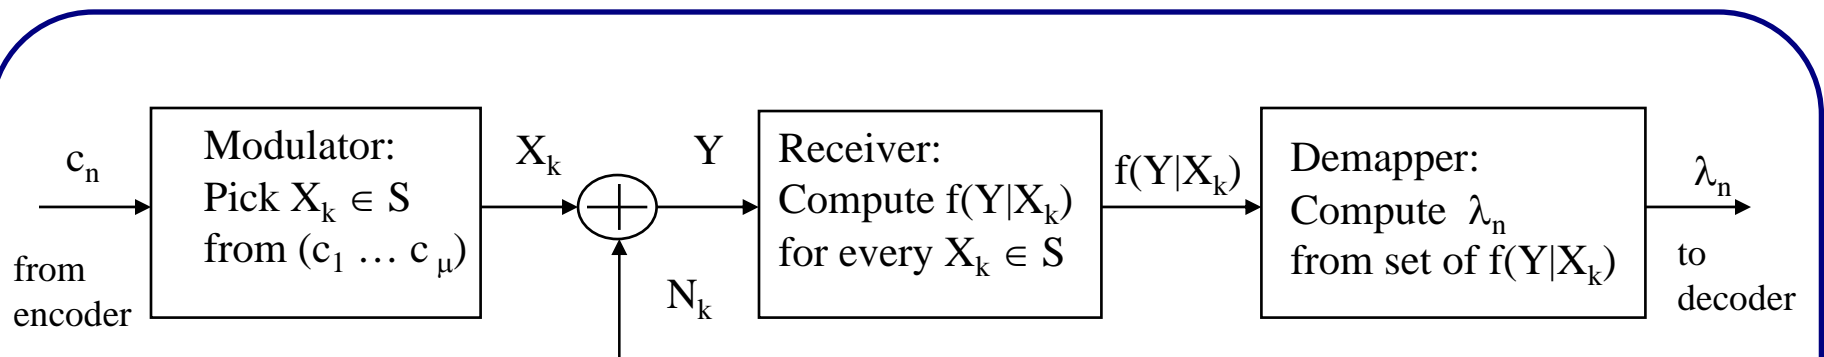 c_n
from
encoder
Modulator:
Pick X_k ∈ S
from (c_1 … c_μ)
X_k
N_k
Y
Receiver:
Compute f(Y|X_k)
for every X_k ∈ S
f(Y|X_k)
Demapper:
Compute λ_n
from set of f(Y|X_k)
λ_n
to
decoder